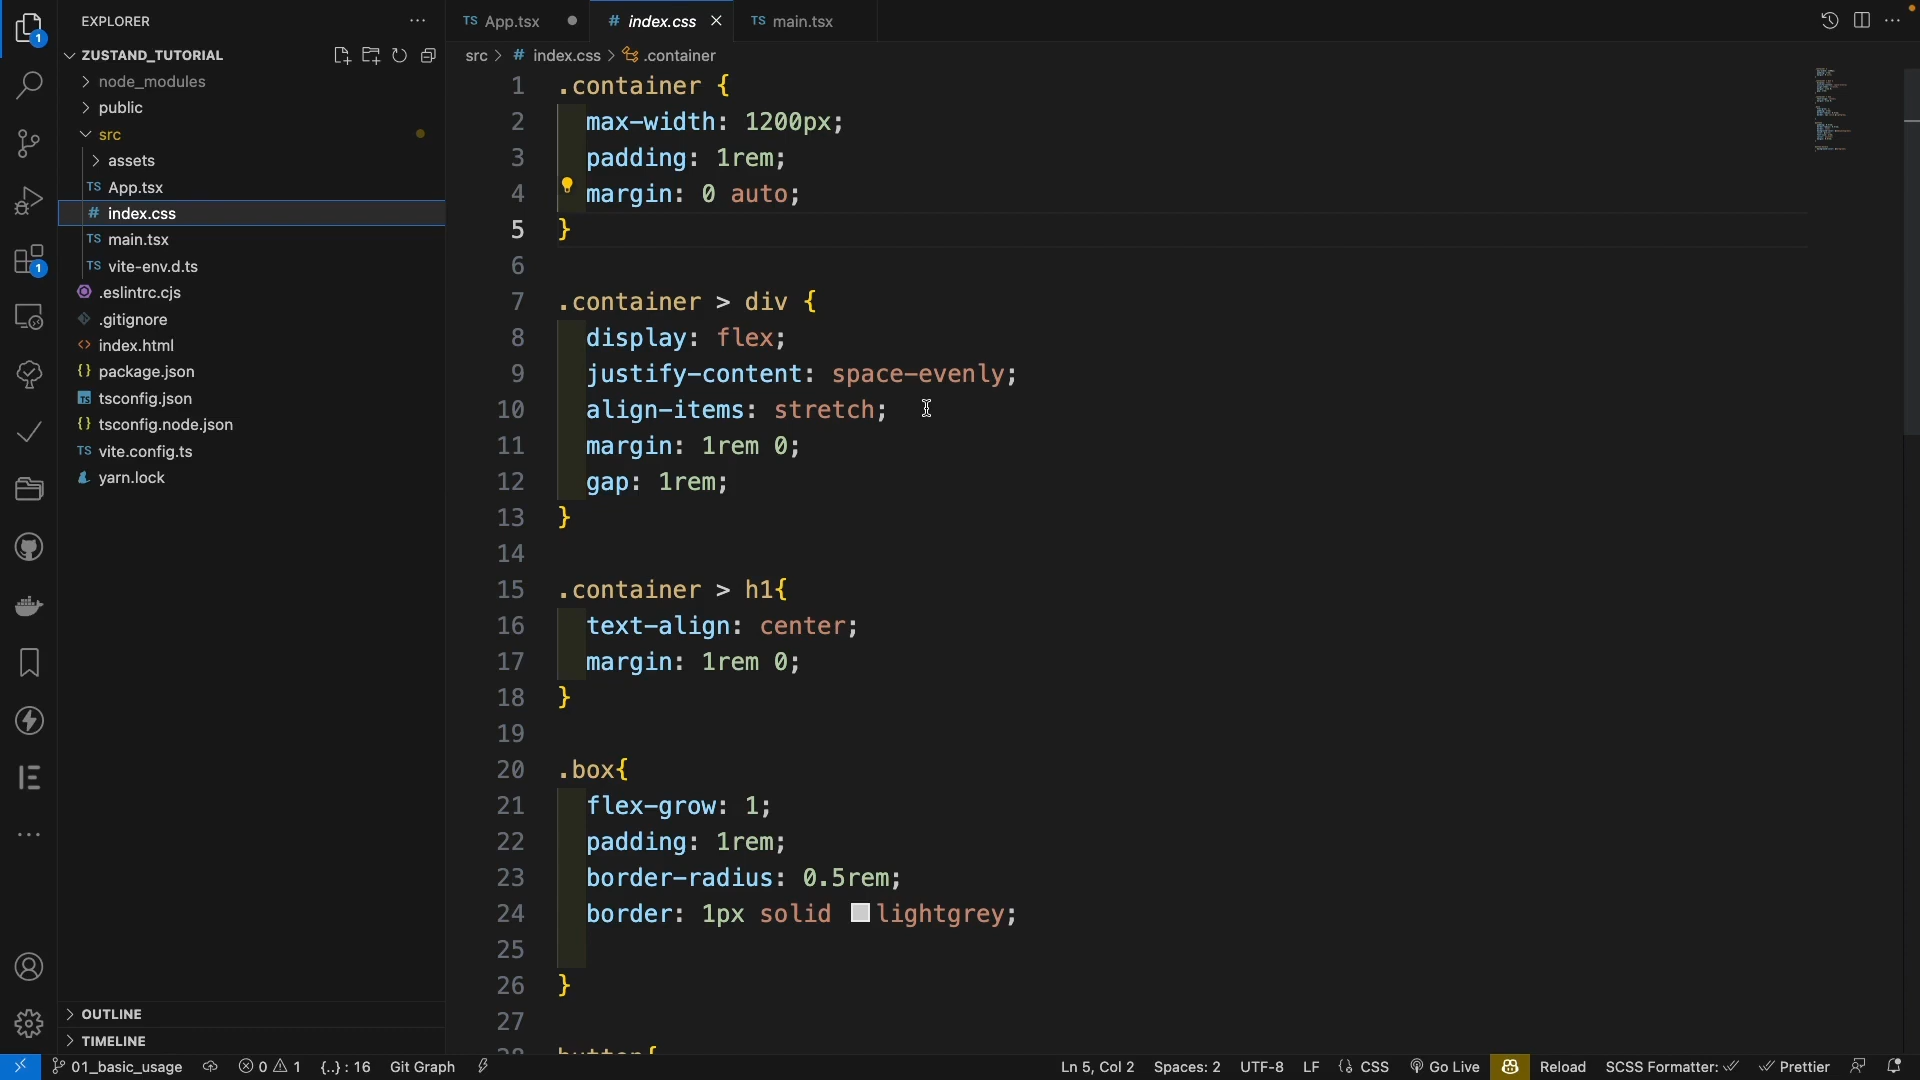 EXPLORER
ZUSTAND_TUTORIAL
node_modules
public
src
assets
TS App.tsx
# index.css
TS main.tsx
TS vite-env.d.ts
.eslintrc.cjs
.gitignore
<> index.html
{} package.json
TS tsconfig.json
{} tsconfig.node.json
TS vite.config.ts
yarn.lock
OUTLINE
TIMELINE
1
1
TS App.tsx
# index.css
TS main.tsx
src > # index.css > .container
1 .container {
2 max-width: 1200px;
3 padding: 1rem;
4 margin: 0 auto;
5 }
6
7 .container > div {
8 display: flex;
9 justify-content: space-evenly;
10 align-items: stretch;
11 margin: 1rem 0;
12 gap: 1rem;
13 }
14
15 .container > h1{
16 text-align: center;
17 margin: 1rem 0;
18 }
19
20 .box{
21 flex-grow: 1;
22 padding: 1rem;
23 border-radius: 0.5rem;
24 border: 1px solid lightgrey;
25
26 }
27
28 button{
01_basic_usage 0 1 {..} : 16 Git Graph Ln 5, Col 2 Spaces: 2 UTF-8 LF {} CSS Go Live Reload SCSS Formatter: Prettier